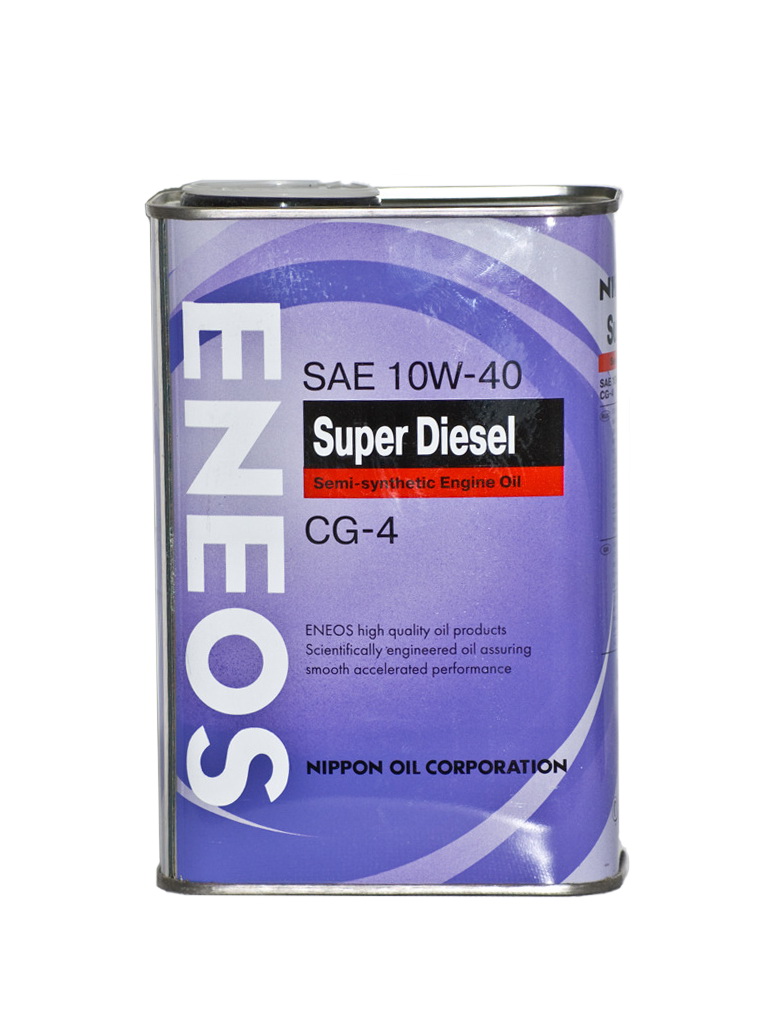 ENEOS
SAE 10W-40
Super Diesel
Semi-synthetic Engine Oil
CG-4
ENEOS high quality oil products
Scientifically engineered oil assuring
smooth accelerated performance
NIPPON OIL CORPORATION